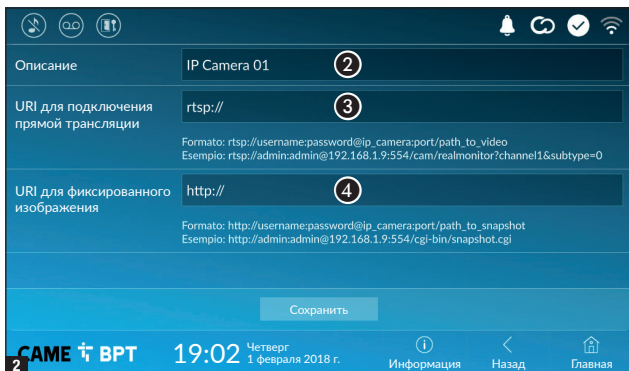 Описание
IP Camera 01
2
URI для подключения
прямой трансляции
rtsp://
3
Formato: rtsp://username:password@ip_camera:port/path_to_video
Esempio: rtsp://admin:admin@192.168.1.9:554/cam/realmonitor?channel1&subtype=0
URI для фиксированного
изображения
http://
4
Formato: http://username:password@ip_camera:port/path_to_snapshot
Esempio: http://admin:admin@192.168.1.9:554/cgi-bin/snapshot.cgi
Сохранить
2
CAME BPT
19:02
Четверг
1 февраля 2018 г.
Информация
Назад
Главная